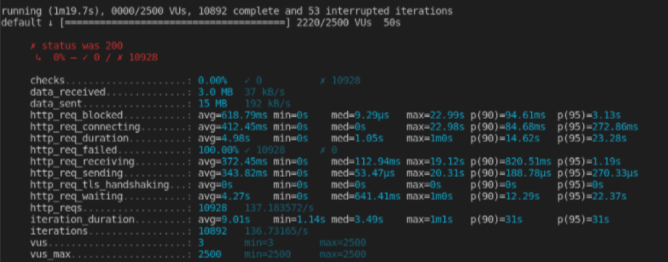 running (1m19.7s), 0000/2500 VUs, 10892 complete and 53 interrupted iterations
default ↓ [======================================] 2220/2500 VUs  50s
✗ status was 200
↳  0% — ✓ 0 / ✗ 10928
checks.........................: 0.00%   ✓ 0          ✗ 10928
data_received..................: 3.0 MB  37 kB/s
data_sent......................: 15 MB   192 kB/s
http_req_blocked...............: avg=618.79ms min=0s    med=9.29µs   max=22.99s p(90)=94.61ms  p(95)=3.13s
http_req_connecting............: avg=412.45ms min=0s    med=0s       max=22.98s p(90)=84.68ms  p(95)=272.86ms
http_req_duration..............: avg=4.98s    min=0s    med=1.05s    max=1m0s   p(90)=14.62s   p(95)=23.28s
http_req_failed................: 100.00% ✓ 10928      ✗ 0
http_req_receiving.............: avg=372.45ms min=0s    med=112.94ms max=19.12s p(90)=820.51ms p(95)=1.19s
http_req_sending...............: avg=343.82ms min=0s    med=53.47µs  max=20.31s p(90)=188.78µs p(95)=270.33µs
http_req_tls_handshaking.......: avg=0s       min=0s    med=0s       max=0s     p(90)=0s       p(95)=0s
http_req_waiting...............: avg=4.27s    min=0s    med=641.41ms max=1m0s   p(90)=12.29s   p(95)=22.37s
http_reqs......................: 10928   137.183572/s
iteration_duration.............: avg=9.01s    min=1.14s med=3.49s    max=1m1s   p(90)=31s      p(95)=31s
iterations.....................: 10892   136.73165/s
vus............................: 3       min=3        max=2500
vus_max........................: 2500    min=2500     max=2500